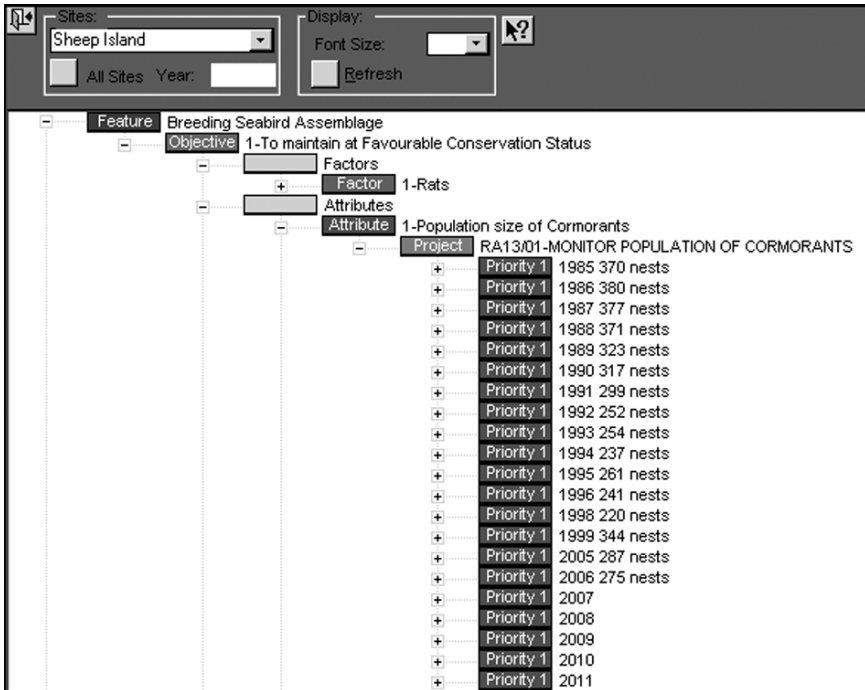 Sites:
Sheep Island
All Sites Year:
Display:
Font Size:
Refresh
?
Feature Breeding Seabird Assemblage
Objective 1-To maintain at Favourable Conservation Status
Factors
Factor 1-Rats
Attributes
Attribute 1-Population size of Cormorants
Project RA13/01-MONITOR POPULATION OF CORMORANTS
Priority 1 1985 370 nests
Priority 1 1986 380 nests
Priority 1 1987 377 nests
Priority 1 1988 371 nests
Priority 1 1989 323 nests
Priority 1 1990 317 nests
Priority 1 1991 299 nests
Priority 1 1992 252 nests
Priority 1 1993 254 nests
Priority 1 1994 237 nests
Priority 1 1995 261 nests
Priority 1 1996 241 nests
Priority 1 1998 220 nests
Priority 1 1999 344 nests
Priority 1 2005 287 nests
Priority 1 2006 275 nests
Priority 1 2007
Priority 1 2008
Priority 1 2009
Priority 1 2010
Priority 1 2011